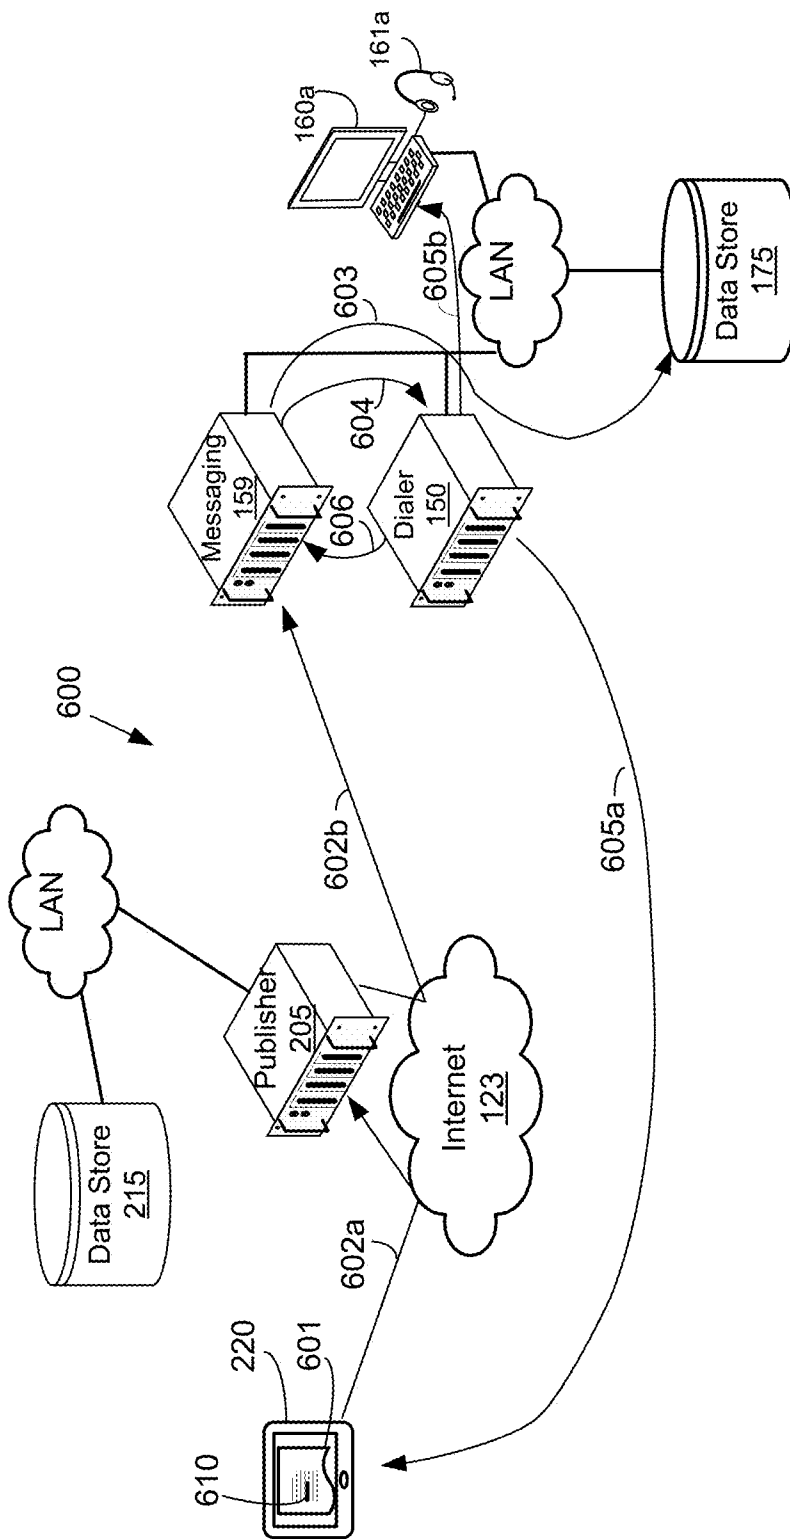 600
Data Store
215
LAN
Publisher
205
Internet
123
220
601
610
602a
602b
Messaging
159
Dialer
150
606
604
603
605b
605a
160a
161a
LAN
Data Store
175